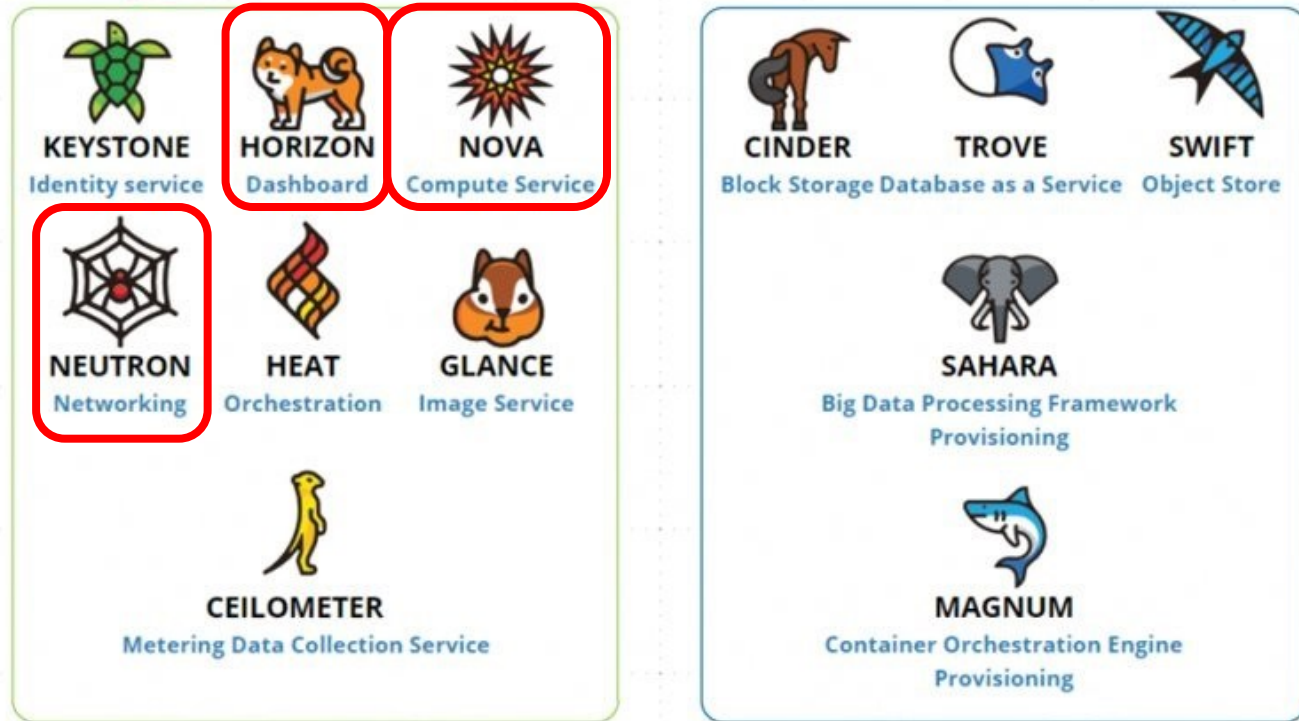 KEYSTONE
Identity service
HORIZON
Dashboard
NOVA
Compute Service
NEUTRON
Networking
HEAT
Orchestration
GLANCE
Image Service
CEILOMETER
Metering Data Collection Service
CINDER
Block Storage
TROVE
Database as a Service
SWIFT
Object Store
SAHARA
Big Data Processing Framework
Provisioning
MAGNUM
Container Orchestration Engine
Provisioning